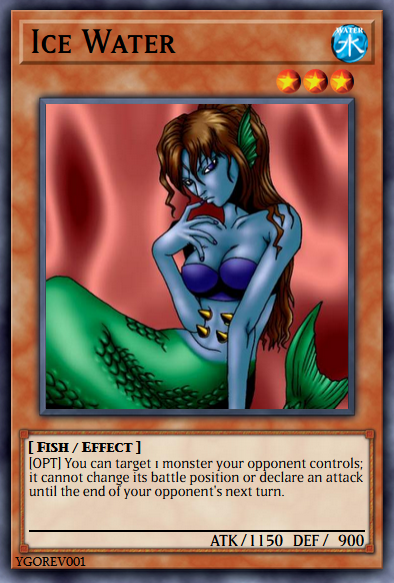 Ice Water
WATER
水
[ Fish / Effect ]
[OPT] You can target 1 monster your opponent controls;
it cannot change its battle position or declare an attack
until the end of your opponent's next turn.
ATK / 1150 DEF / 900
YGOREV001